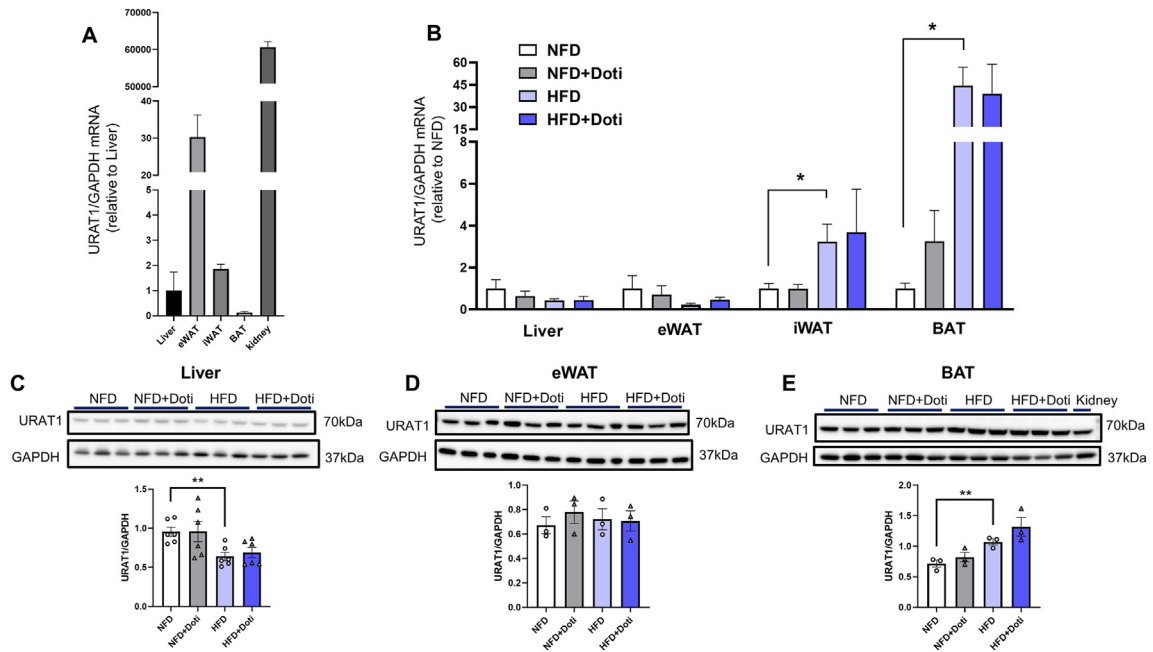 A
URAT1/GAPDH mRNA
(relative to Liver)
60000
50000
40
30
20
5
4
3
2
1
0
Liver
eWAT
iWAT
BAT
kidney
B
NFD
NFD+Doti
HFD
HFD+Doti
URAT1/GAPDH mRNA
(relative to NFD)
60
45
30
15
8
6
4
2
0
*
*
Liver
eWAT
iWAT
BAT
C
Liver
NFD
NFD+Doti
HFD
HFD+Doti
URAT1
70kDa
GAPDH
37kDa
URAT1/GAPDH
1.5
1.0
0.5
0.0
**
NFD
NFD+Doti
HFD
HFD+Doti
D
eWAT
NFD
NFD+Doti
HFD
HFD+Doti
URAT1
70kDa
GAPDH
37kDa
URAT1/GAPDH
1.0
0.8
0.6
0.4
0.2
0.0
NFD
NFD+Doti
HFD
HFD+Doti
E
BAT
NFD
NFD+Doti
HFD
HFD+Doti
Kidney
URAT1
70kDa
GAPDH
37kDa
URAT1/GAPDH
2.0
1.5
1.0
0.5
0.0
**
NFD
NFD+Doti
HFD
HFD+Doti